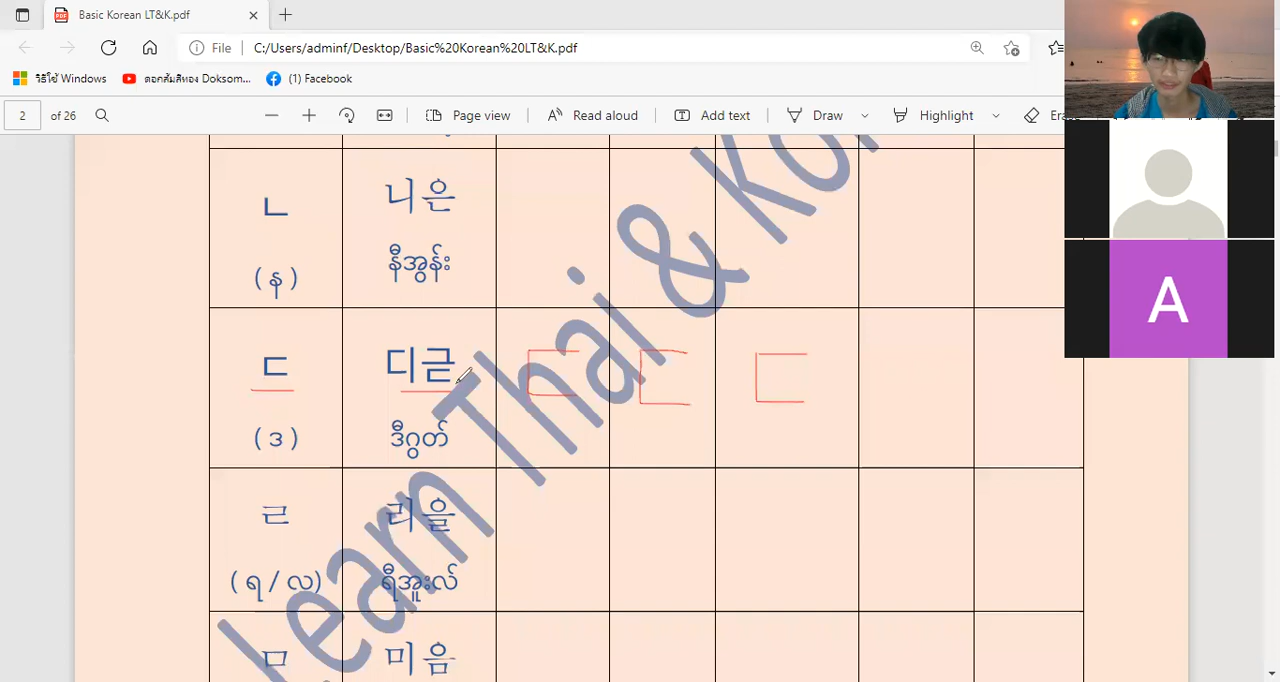 Basic Korean LT&K.pdf
File C:/Users/adminf/Desktop/Basic%20Korean%20LT&K.pdf
วิธีใช้ Windows ดอกส้มสีทอง Doksom... (1) Facebook
2 of 26 Page view Read aloud Add text Draw Highlight
ㄴ 니은
(န) နီအွန်း
ㄷ 디귿
(ဒ) ဒီဂွတ်
ㄹ 리을
(ရ/လ) ရီအူးလ်
ㅁ 미음
Learn Thai &
A